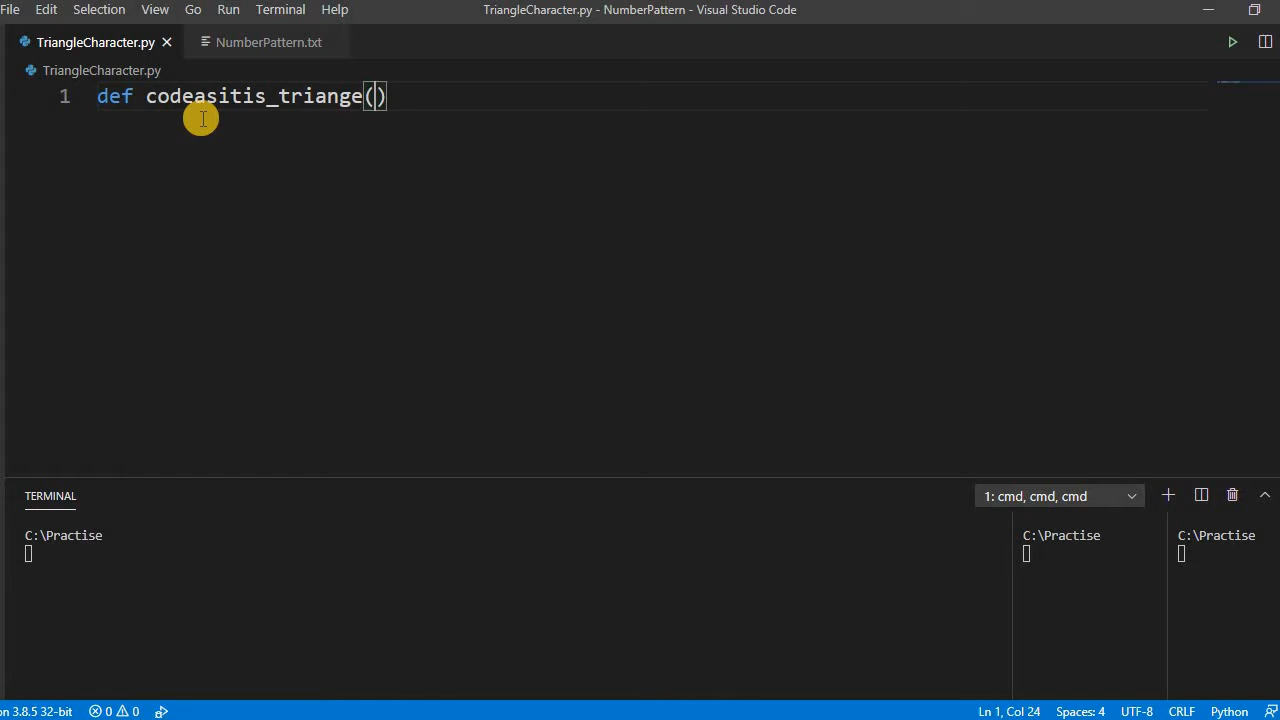 File Edit Selection View Go Run Terminal Help TriangleCharacter.py - NumberPattern - Visual Studio Code
TriangleCharacter.py NumberPattern.txt
TriangleCharacter.py
1 def codeasitis_triange()
TERMINAL 1: cmd, cmd, cmd
C:\Practise C:\Practise C:\Practise
on 3.8.5 32-bit 0 0 Ln 1, Col 24 Spaces: 4 UTF-8 CRLF Python